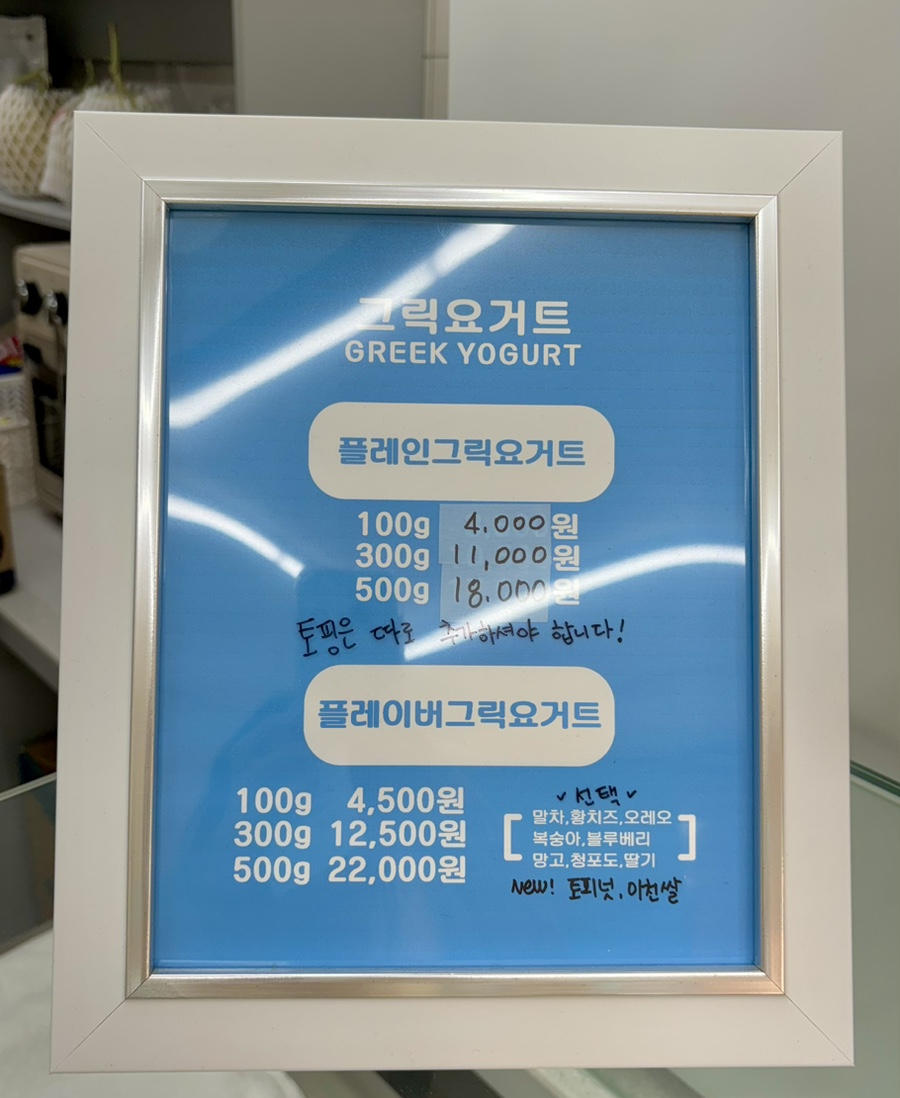 그릭요거트
GREEK YOGURT
플레인그릭요거트
100g 4.000원
300g 11,000원
500g 18.000원
토핑은 따로 추가하셔야 합니다!
플레이버그릭요거트
100g 4,500원
300g 12,500원
500g 22,000원
선택
말차,황치즈,오레오
복숭아,블루베리
망고,청포도,딸기
New! 토피넛, 이천쌀